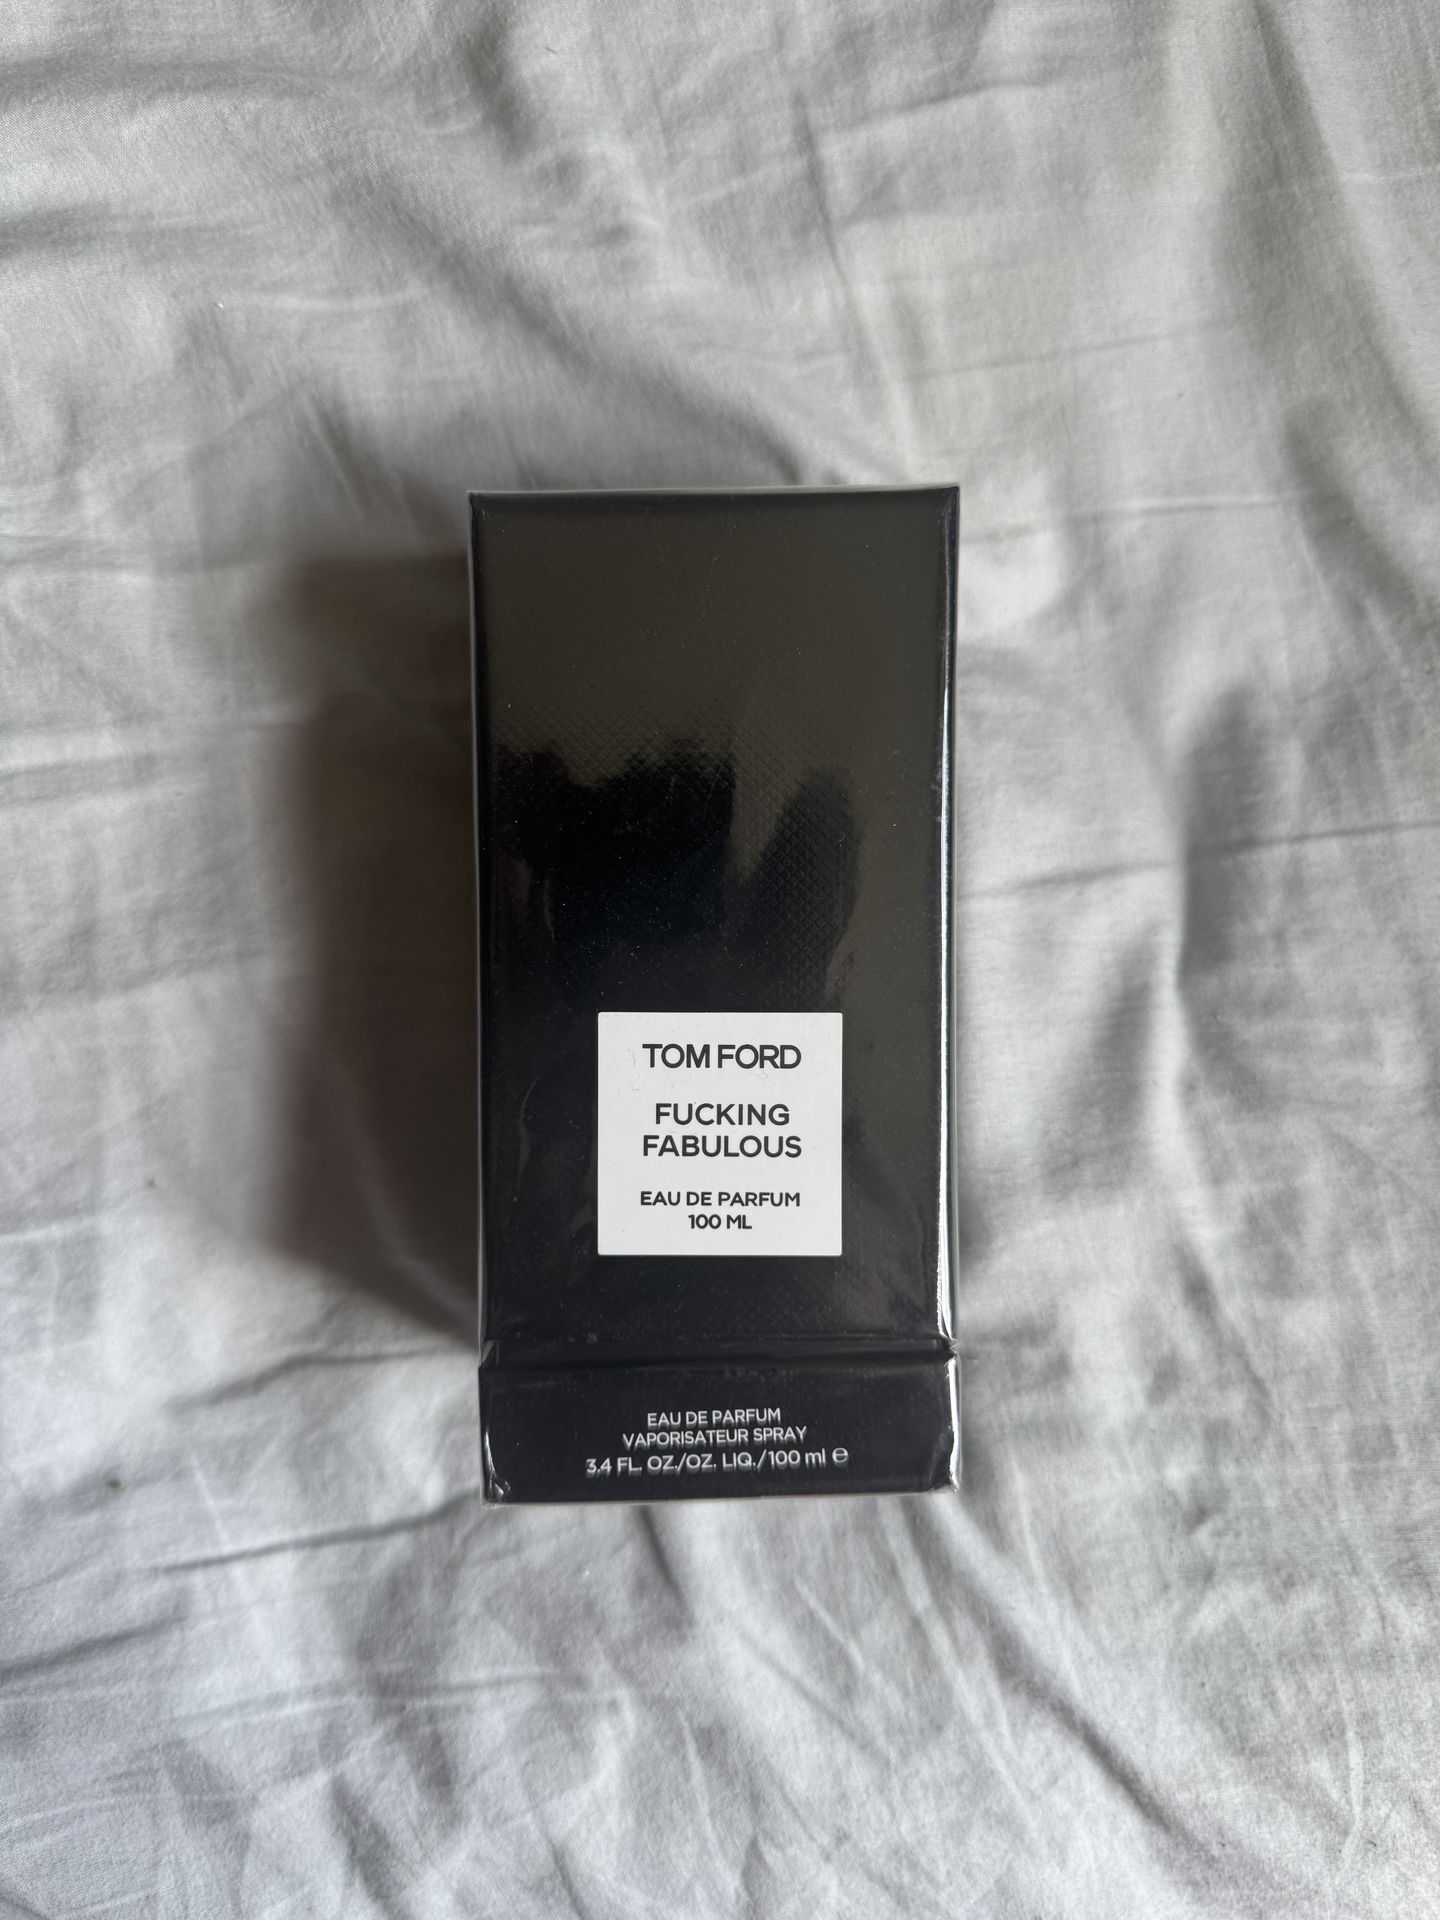 TOM FORD
FUCKING
FABULOUS
EAU DE PARFUM
100 ML
EAU DE PARFUM
VAPORISATEUR SPRAY
3.4 FL. OZ./OZ. LIQ./100 ml ℮